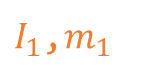 I₁ , m₁